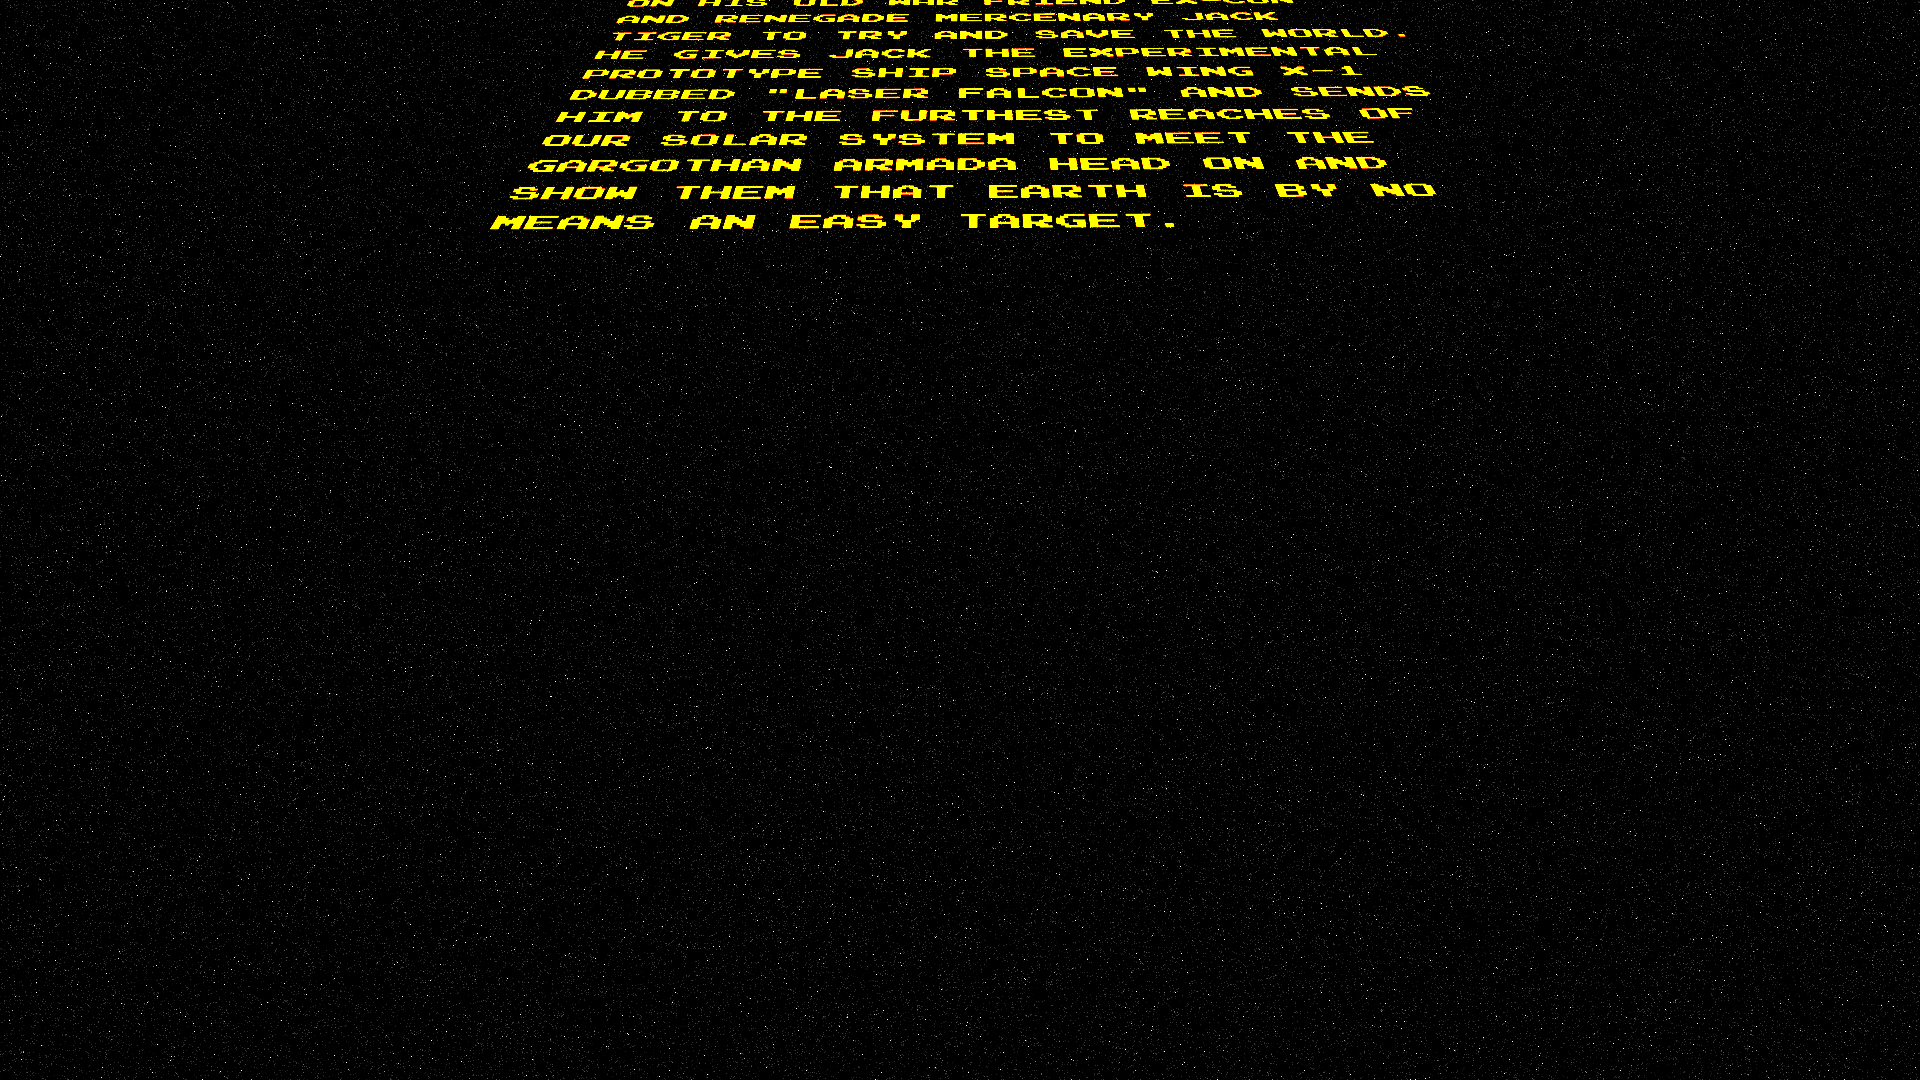 ON HIS OLD WAR FRIEND EX-CON
AND RENEGADE MERCENARY JACK
TIGER TO TRY AND SAVE THE WORLD.
HE GIVES JACK THE EXPERIMENTAL
PROTOTYPE SHIP SPACE WING X-1
DUBBED "LASER FALCON" AND SENDS
HIM TO THE FURTHEST REACHES OF
OUR SOLAR SYSTEM TO MEET THE
GARGOTHAN ARMADA HEAD ON AND
SHOW THEM THAT EARTH IS BY NO
MEANS AN EASY TARGET.